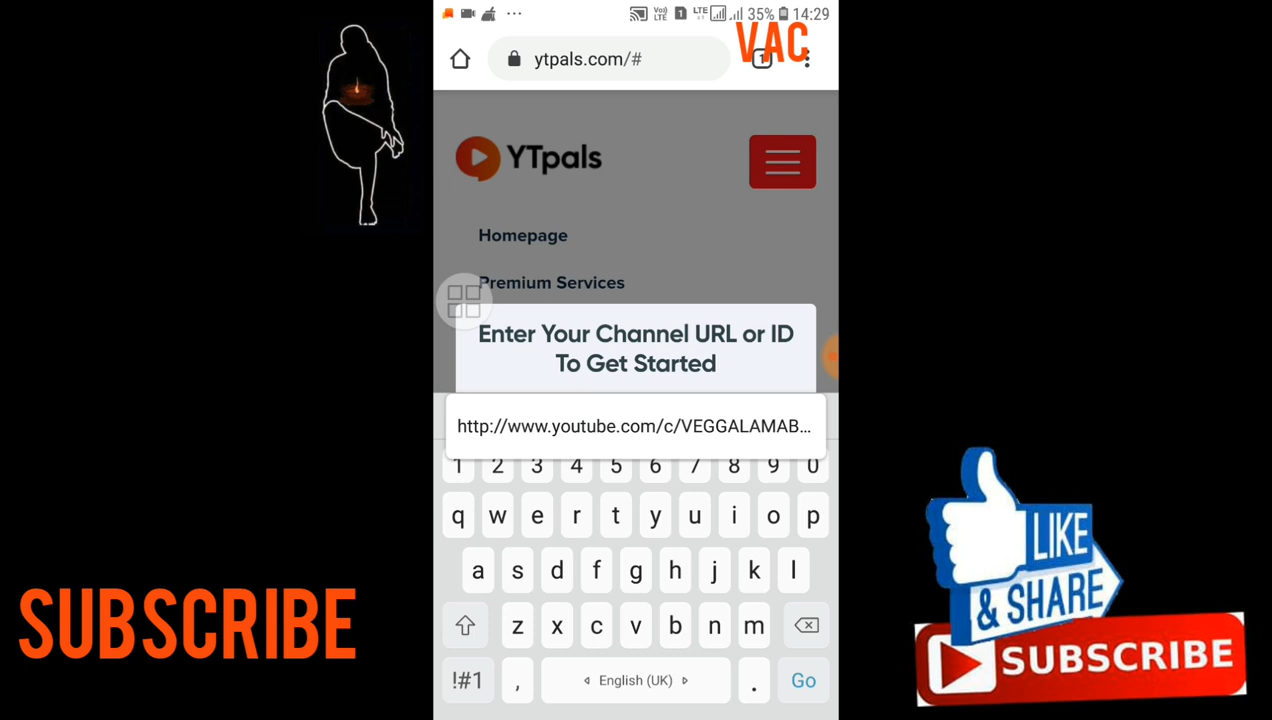 35% 14:29
VAC
ytpals.com/#
1
YTpals
Homepage
Premium Services
Enter Your Channel URL or ID
To Get Started
http://www.youtube.com/c/VEGGALAMAB...
1 2 3 4 5 6 7 8 9 0
q w e r t y u i o p
a s d f g h j k l
z x c v b n m
!#1 , English (UK) . Go
SUBSCRIBE
LIKE
& SHARE
SUBSCRIBE